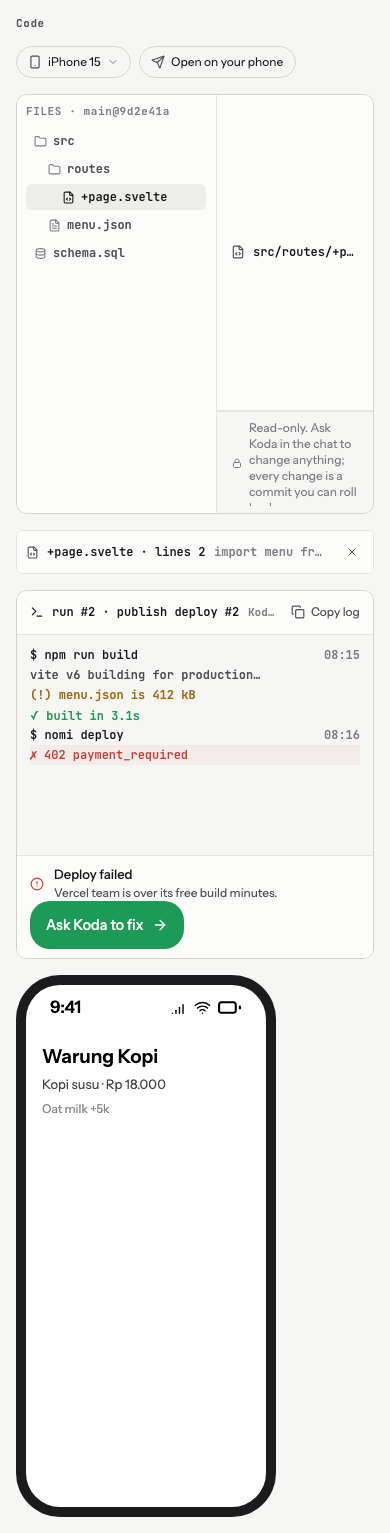 Code
iPhone 15
Open on your phone
FILES · main@9d2e41a
src
routes
+page.svelte
menu.json
schema.sql
src/routes/+p…
Read-only. Ask
Koda in the chat to
change anything;
every change is a
commit you can roll
+page.svelte · lines 2 import menu fr…
run #2 · publish deploy #2 Kod…
Copy log
$ npm run build 08:15
vite v6 building for production…
(!) menu.json is 412 kB
✓ built in 3.1s
$ nomi deploy 08:16
✗ 402 payment_required
Deploy failed
Vercel team is over its free build minutes.
Ask Koda to fix
9:41
Warung Kopi
Kopi susu · Rp 18.000
Oat milk +5k